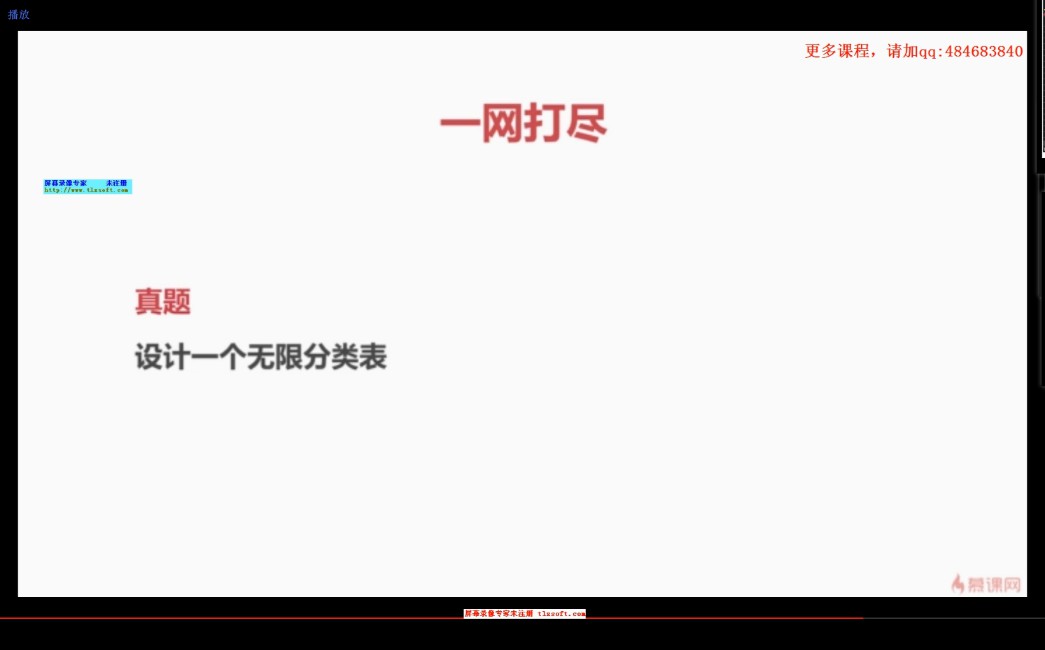 播放
更多课程，请加qq:484683840
一网打尽
屏幕录像专家 未注册
http://www.tlxsoft.com
真题
设计一个无限分类表
慕课网
屏幕录像专家未注册 tlxsoft.com